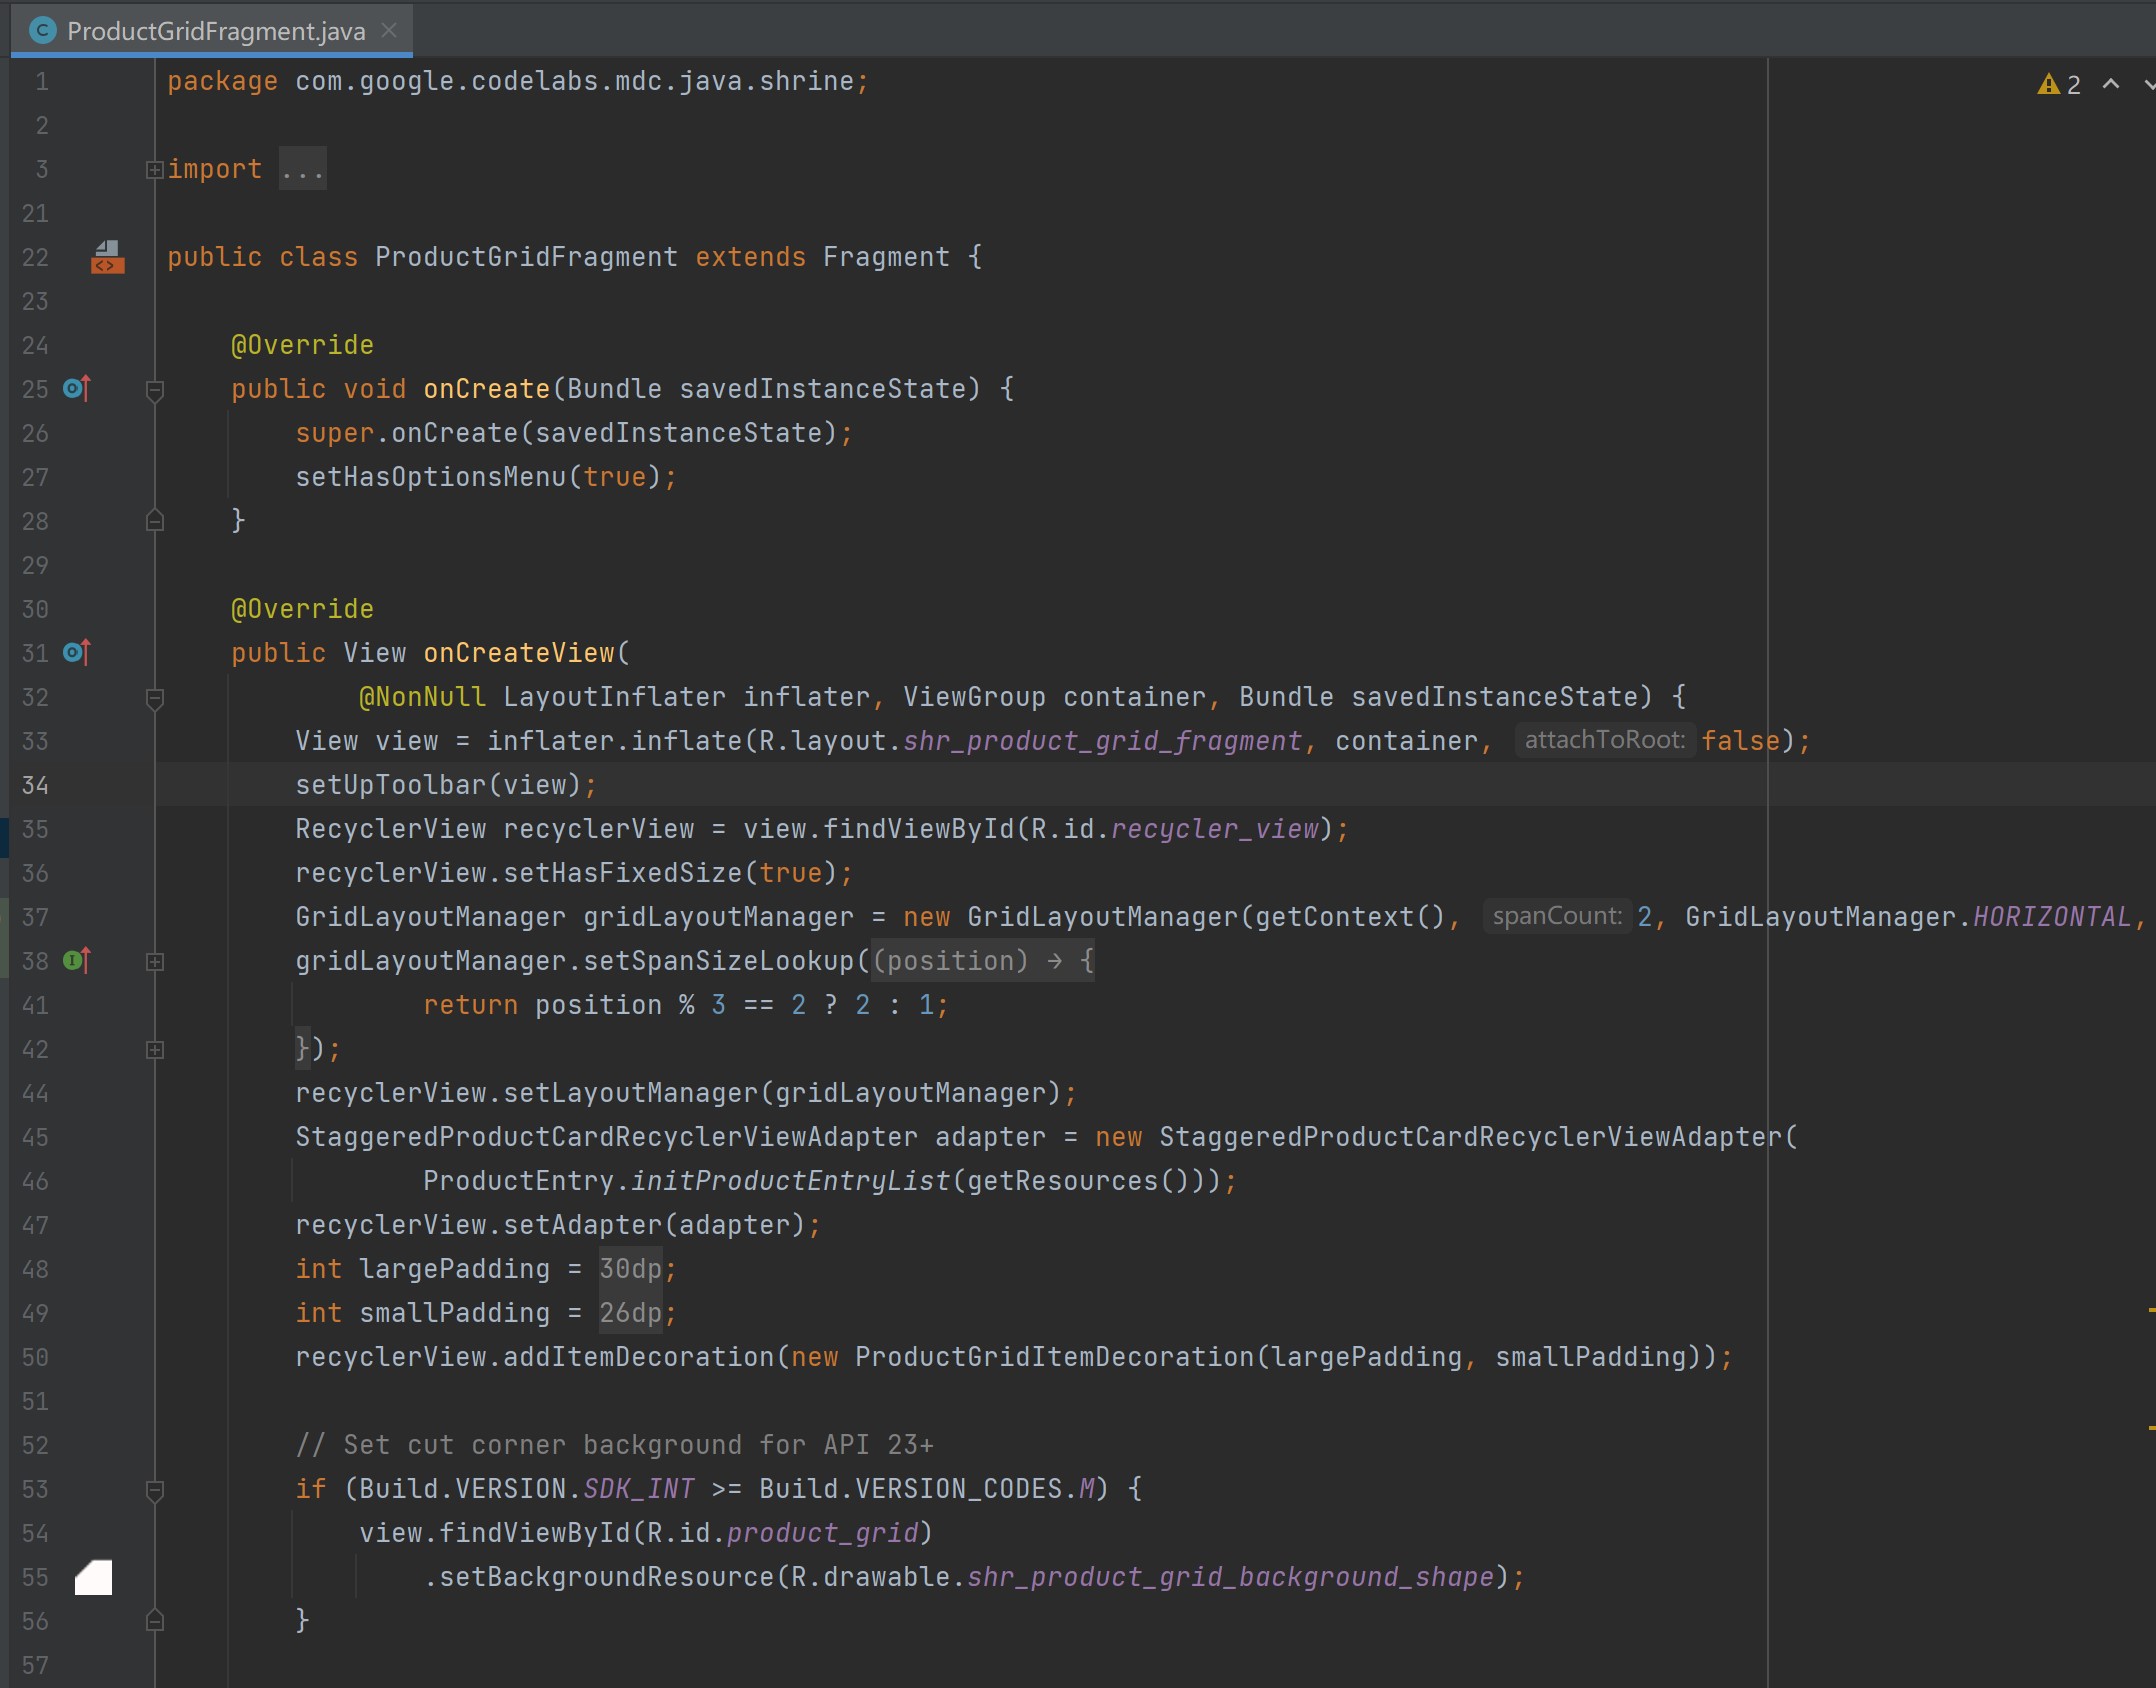 ProductGridFragment.java
1 package com.google.codelabs.mdc.java.shrine;
2 2
3 import ...
21
22 public class ProductGridFragment extends Fragment {
23
24 @Override
25 public void onCreate(Bundle savedInstanceState) {
26 super.onCreate(savedInstanceState);
27 setHasOptionsMenu(true);
28 }
29
30 @Override
31 public View onCreateView(
32 @NonNull LayoutInflater inflater, ViewGroup container, Bundle savedInstanceState) {
33 View view = inflater.inflate(R.layout.shr_product_grid_fragment, container, attachToRoot: false);
34 setUpToolbar(view);
35 RecyclerView recyclerView = view.findViewById(R.id.recycler_view);
36 recyclerView.setHasFixedSize(true);
37 GridLayoutManager gridLayoutManager = new GridLayoutManager(getContext(), spanCount: 2, GridLayoutManager.HORIZONTAL,
38 gridLayoutManager.setSpanSizeLookup((position) → {
41 return position % 3 == 2 ? 2 : 1;
42 });
44 recyclerView.setLayoutManager(gridLayoutManager);
45 StaggeredProductCardRecyclerViewAdapter adapter = new StaggeredProductCardRecyclerViewAdapter(
46 ProductEntry.initProductEntryList(getResources()));
47 recyclerView.setAdapter(adapter);
48 int largePadding = 30dp;
49 int smallPadding = 26dp;
50 recyclerView.addItemDecoration(new ProductGridItemDecoration(largePadding, smallPadding));
51
52 // Set cut corner background for API 23+
53 if (Build.VERSION.SDK_INT >= Build.VERSION_CODES.M) {
54 view.findViewById(R.id.product_grid)
55 .setBackgroundResource(R.drawable.shr_product_grid_background_shape);
56 }
57